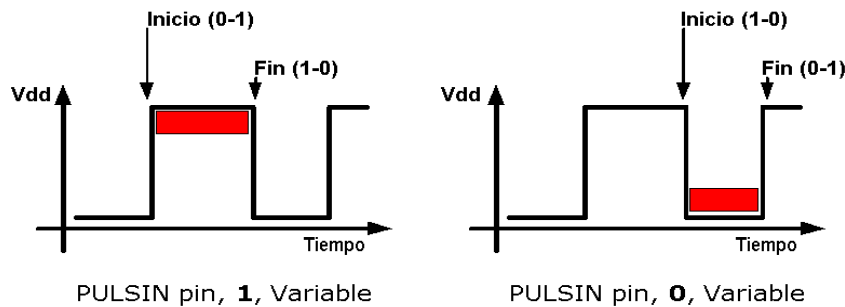 Inicio (0-1)
Fin (1-0)
Vdd
Tiempo
PULSIN pin, 1, Variable
Inicio (1-0)
Fin (0-1)
Vdd
Tiempo
PULSIN pin, 0, Variable